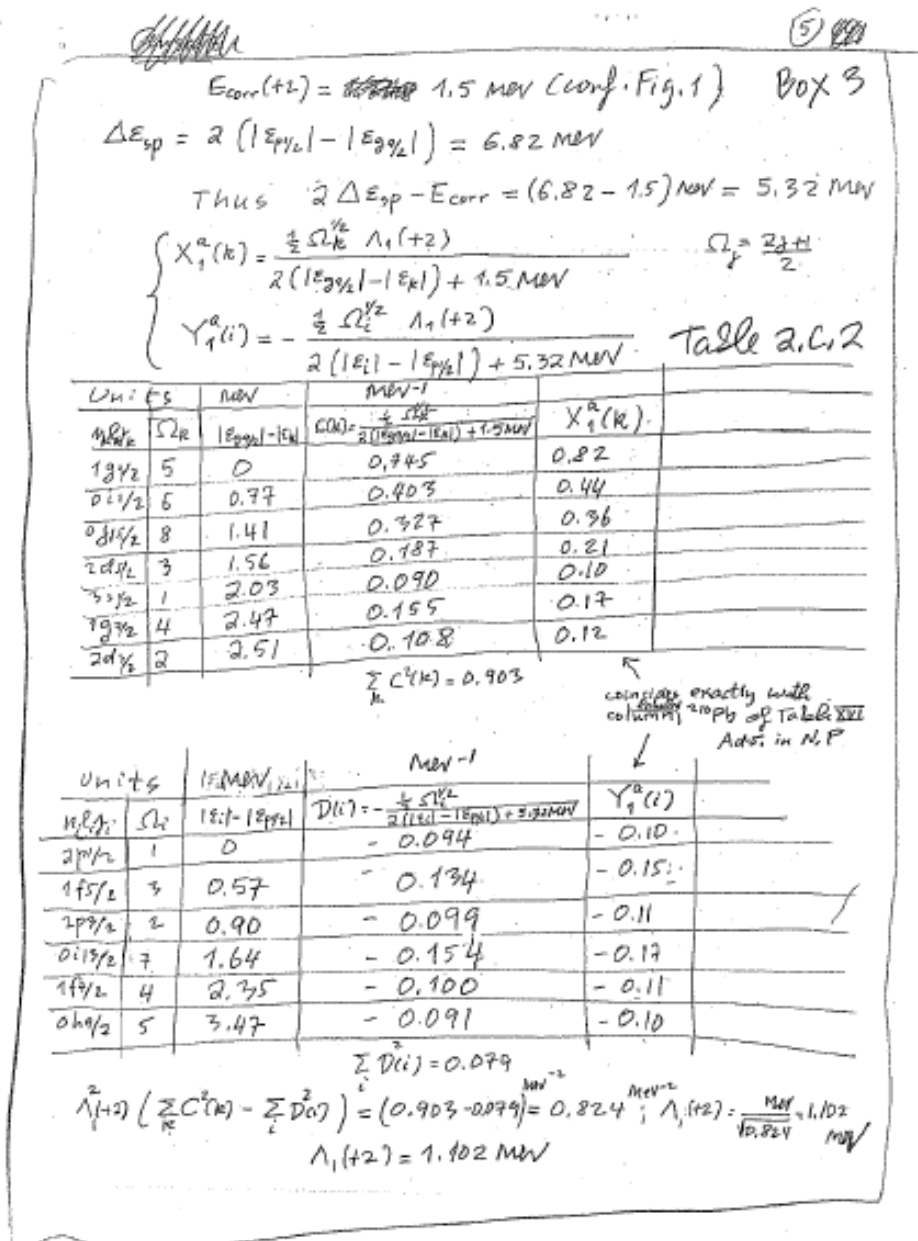 5
E_corr(+2) = 1.5 MeV (conf. Fig. 1) Box 3
Δε_sp = 2 (|ε_p1/2| - |ε_g9/2|) = 6.82 MeV
Thus 2 Δε_sp - E_corr = (6.82 - 1.5) MeV = 5.32 MeV
X_1^a(k) = ½ Ω_k^1/2 Λ_1(+2) / 2(|ε_g9/2| - |ε_k|) + 1.5 MeV Ω_j = 2j+1 / 2
Y_1^a(i) = - ½ Ω_i^1/2 Λ_1(+2) / 2(|ε_i| - |ε_p1/2|) + 5.32 MeV Table 2.C.2
Units MeV MeV-1
Ω_k |ε_g9/2| - |ε_k| C(k) = ½ Ω_k^1/2 / 2(|ε_g9/2| - |ε_k|) + 1.5 MeV X_1^a(k)
1g9/2 5 0 0.745 0.82
0i11/2 6 0.77 0.403 0.44
0j15/2 8 1.41 0.327 0.36
2d5/2 3 1.56 0.187 0.21
3s1/2 1 2.03 0.090 0.10
1g7/2 4 2.47 0.155 0.17
2d3/2 2 2.51 0.108 0.12
Σ_k C²(k) = 0.903
coincides exactly with
column ²¹⁰Pb of Table XVI
Adv. in N.P
Units MeV MeV-1
Ω_i |ε_i| - |ε_p1/2| D(i) = - ½ Ω_i^1/2 / 2(|ε_i| - |ε_p1/2|) + 5.32 MeV Y_1^a(i)
2p1/2 1 0 - 0.094 - 0.10
1f5/2 3 0.57 - 0.134 - 0.15
2p3/2 2 0.90 - 0.099 - 0.11
0i13/2 7 1.64 - 0.154 - 0.17
1f7/2 4 2.35 - 0.100 - 0.11
0h9/2 5 3.47 - 0.091 - 0.10
Σ_i D²(i) = 0.079
Λ_1²(+2) (Σ_k C²(k) - Σ_i D²(i)) = (0.903 - 0.079) MeV-2 = 0.824 MeV-2 ; Λ_1(+2) = MeV / √0.824 = 1.102 MeV
Λ_1(+2) = 1.102 MeV